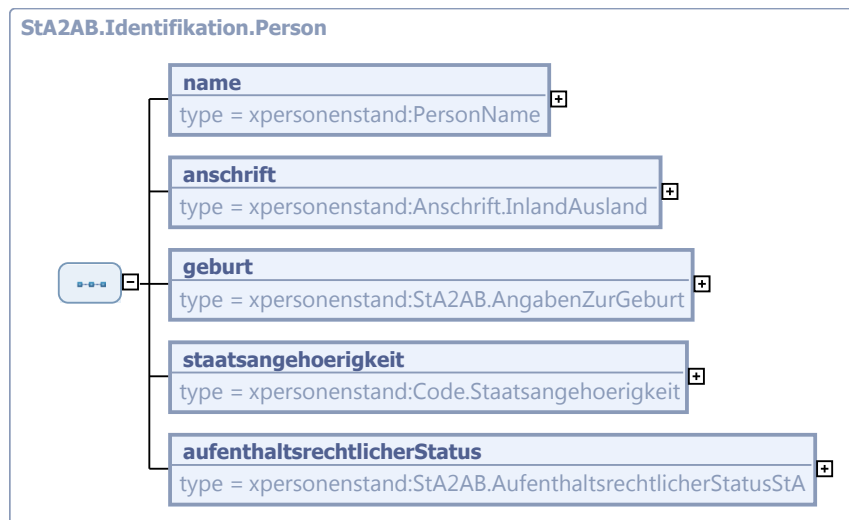 StA2AB.Identifikation.Person
name
type = xpersonenstand:PersonName
anschrift
type = xpersonenstand:Anschrift.InlandAusland
geburt
type = xpersonenstand:StA2AB.AngabenZurGeburt
staatsangehoerigkeit
type = xpersonenstand:Code.Staatsangehoerigkeit
aufenthaltsrechtlicherStatus
type = xpersonenstand:StA2AB.AufenthaltsrechtlicherStatusStA